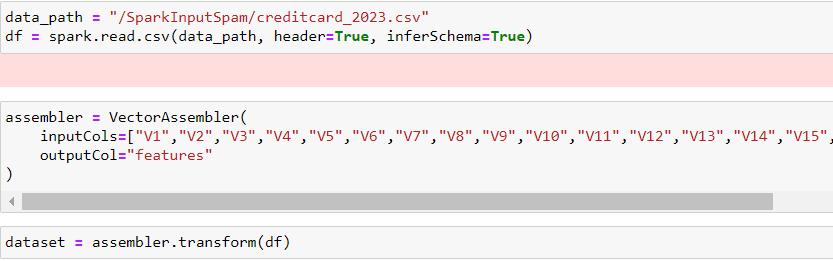 data_path = "/SparkInputSpam/creditcard_2023.csv"
df = spark.read.csv(data_path, header=True, inferSchema=True)
assembler = VectorAssembler(
    inputCols=["V1","V2","V3","V4","V5","V6","V7","V8","V9","V10","V11","V12","V13","V14","V15",
    outputCol="features"
)
dataset = assembler.transform(df)